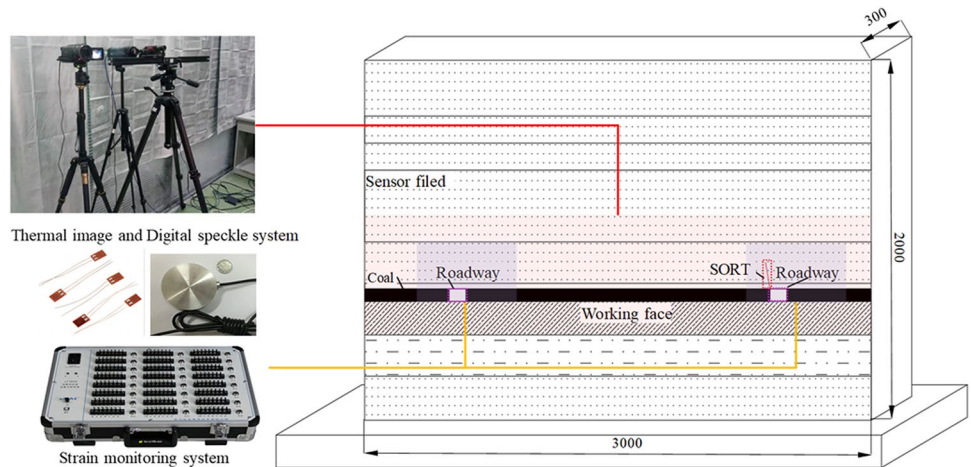 300
Sensor filed
2000
Thermal image and Digital speckle system
Coal
Roadway
SORT
Roadway
Working face
3000
Strain monitoring system